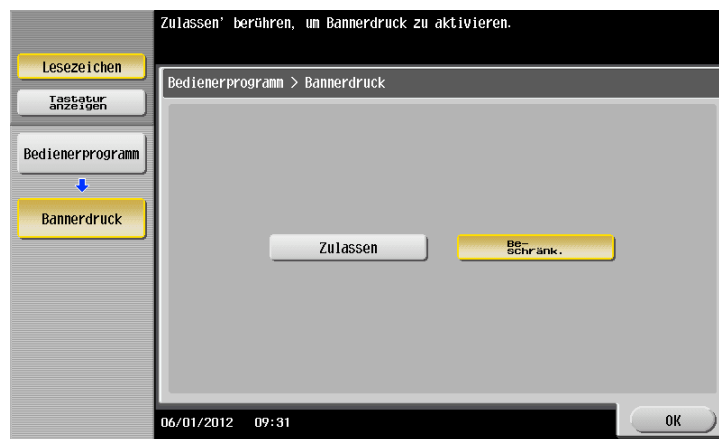 Zulassen’ berühren, um Bannerdruck zu aktivieren.
Lesezeichen
Tastatur
anzeigen
Bedienerprogramm
Bannerdruck
Bedienerprogramm > Bannerdruck
Zulassen
Be-
schränk.
06/01/2012 09:31
OK